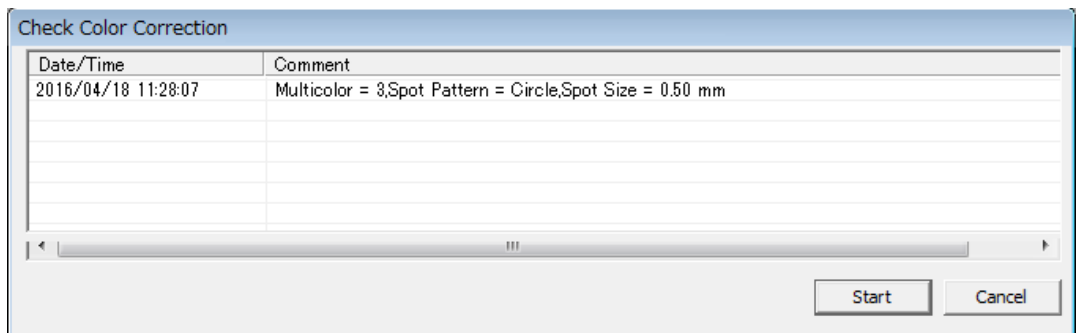 Check Color Correction
Date/Time Comment
2016/04/18 11:28:07 Multicolor = 3,Spot Pattern = Circle,Spot Size = 0.50 mm
Start Cancel